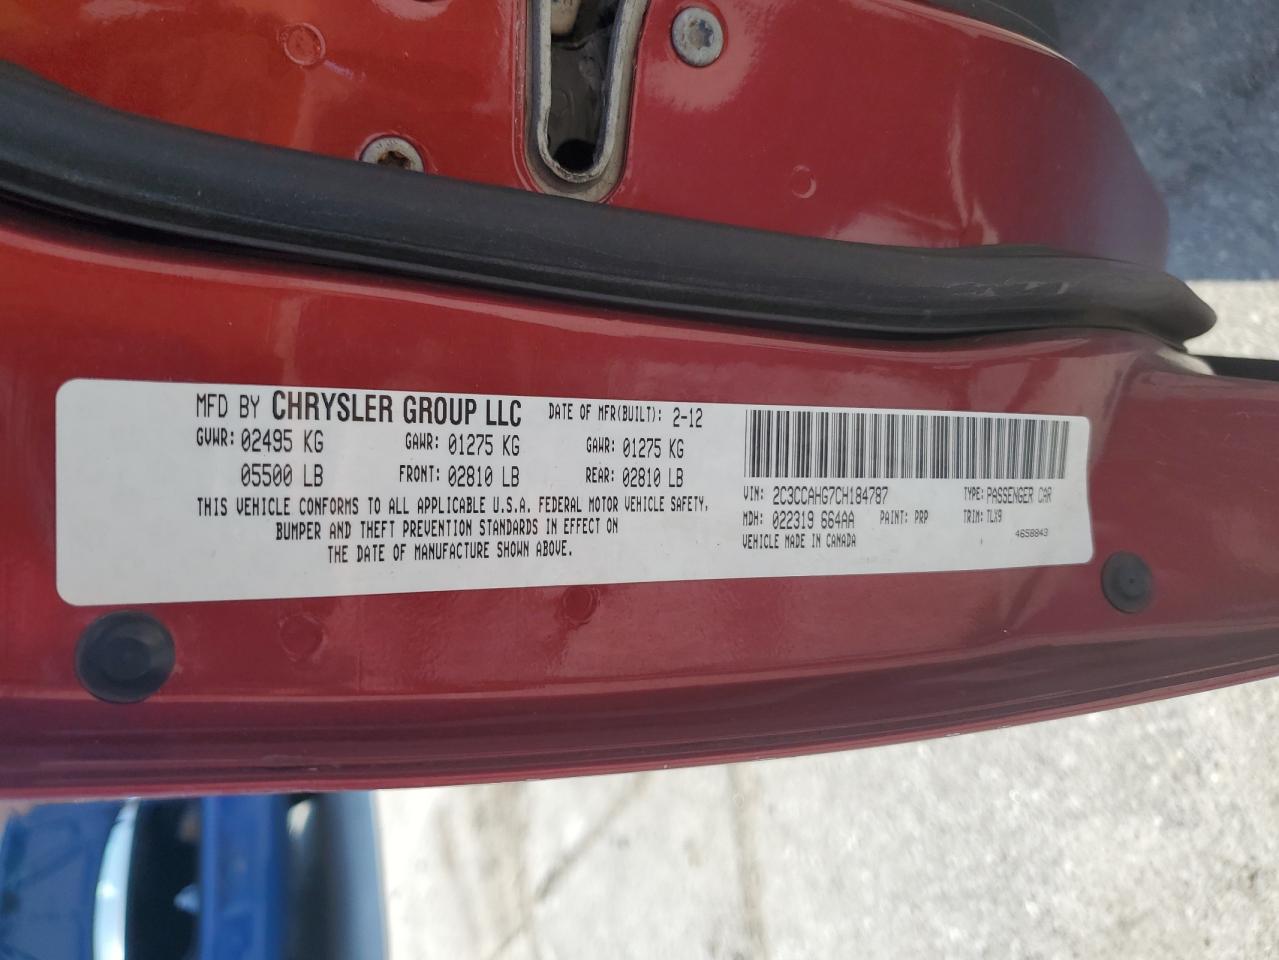 MFD BY CHRYSLER GROUP LLC DATE OF MFR(BUILT): 2-12
GVWR: 02495 KG GAWR: 01275 KG GAWR: 01275 KG
05500 LB FRONT: 02810 LB REAR: 02810 LB
THIS VEHICLE CONFORMS TO ALL APPLICABLE U.S.A. FEDERAL MOTOR VEHICLE SAFETY,
BUMPER AND THEFT PREVENTION STANDARDS IN EFFECT ON
THE DATE OF MANUFACTURE SHOWN ABOVE.
VIN: 2C3CCAHG7CH184787 TYPE: PASSENGER CAR
MDH: 022319 664AA PAINT: PRP TRIM: TLX9
VEHICLE MADE IN CANADA 4658843